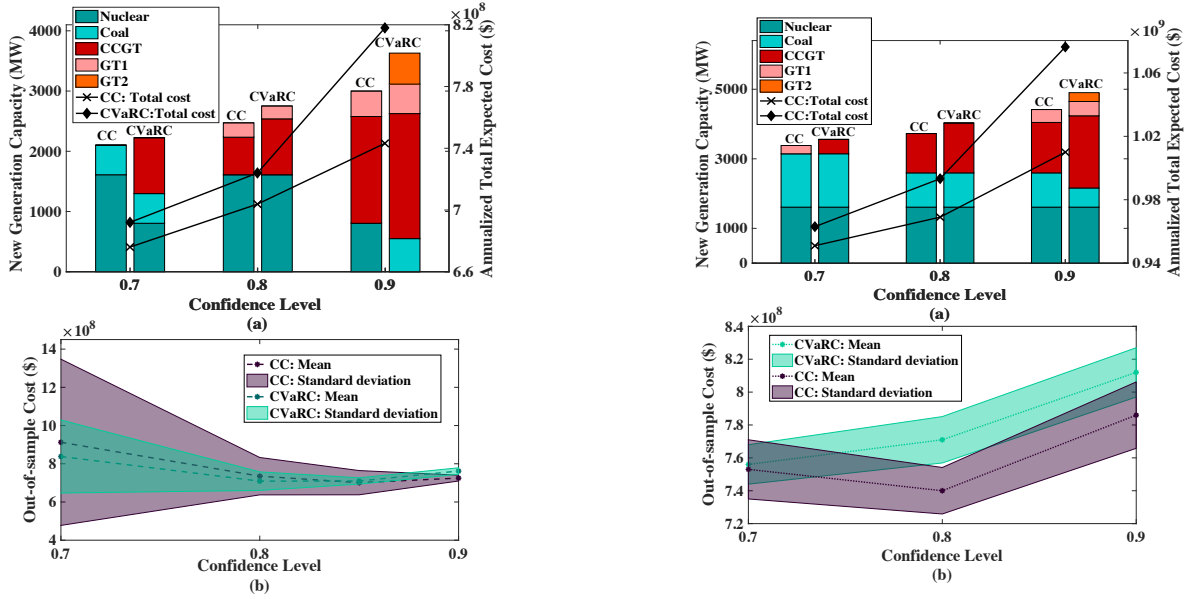 Nuclear
Coal
CCGT
GT1
GT2
CC: Total cost
CVaRC:Total cost
CC
CVaRC
CC
CVaRC
CC
CVaRC
× 10^8
New Generation Capacity (MW)
4000
3000
2000
1000
0
8.2
7.8
7.4
7
6.6
Annualized Total Expected Cost ($)
0.7
0.8
0.9
Confidence Level
(a)
Nuclear
Coal
CCGT
GT1
GT2
CC:Total cost
CVaRC:Total cost
CC
CVaRC
CC
CVaRC
CC
CVaRC
× 10^9
New Generation Capacity (MW)
5000
3000
1000
0
1.06
1.02
0.98
0.94
Annualized Total Expected Cost ($)
0.7
0.8
0.9
Confidence Level
(a)
× 10^8
Out-of-sample Cost ($)
14
12
10
8
6
4
CC: Mean
CC: Standard deviation
CVaRC: Mean
CVaRC: Standard deviation
0.7
0.8
0.9
Confidence Level
(b)
× 10^8
Out-of-sample Cost ($)
8.4
8.2
8
7.8
7.6
7.4
7.2
CVaRC: Mean
CVaRC: Standard deviation
CC: Mean
CC: Standard deviation
0.7
0.8
0.9
Confidence Level
(b)